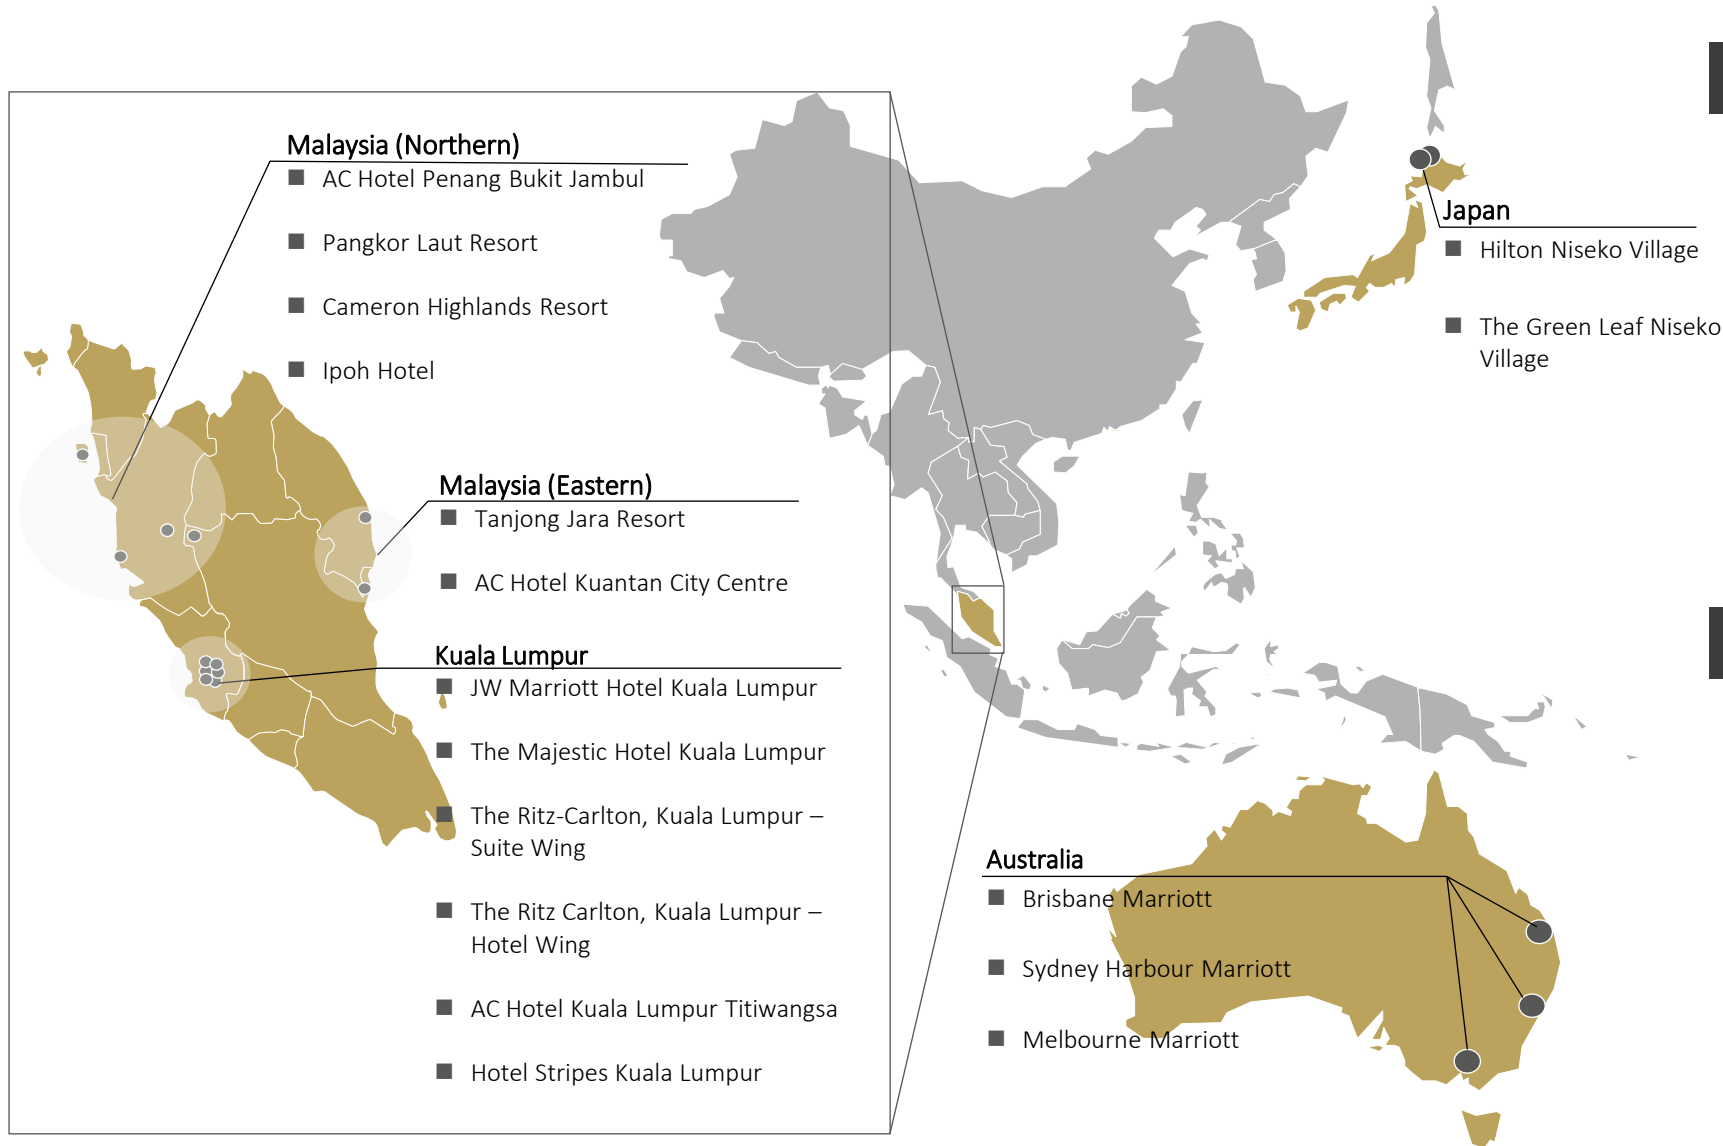 Malaysia (Northern)
AC Hotel Penang Bukit Jambul
Pangkor Laut Resort
Cameron Highlands Resort
Ipoh Hotel
Malaysia (Eastern)
Tanjong Jara Resort
AC Hotel Kuantan City Centre
Kuala Lumpur
JW Marriott Hotel Kuala Lumpur
The Majestic Hotel Kuala Lumpur
The Ritz-Carlton, Kuala Lumpur –
Suite Wing
The Ritz Carlton, Kuala Lumpur –
Hotel Wing
AC Hotel Kuala Lumpur Titiwangsa
Hotel Stripes Kuala Lumpur
Japan
Hilton Niseko Village
The Green Leaf Niseko
Village
Australia
Brisbane Marriott
Sydney Harbour Marriott
Melbourne Marriott